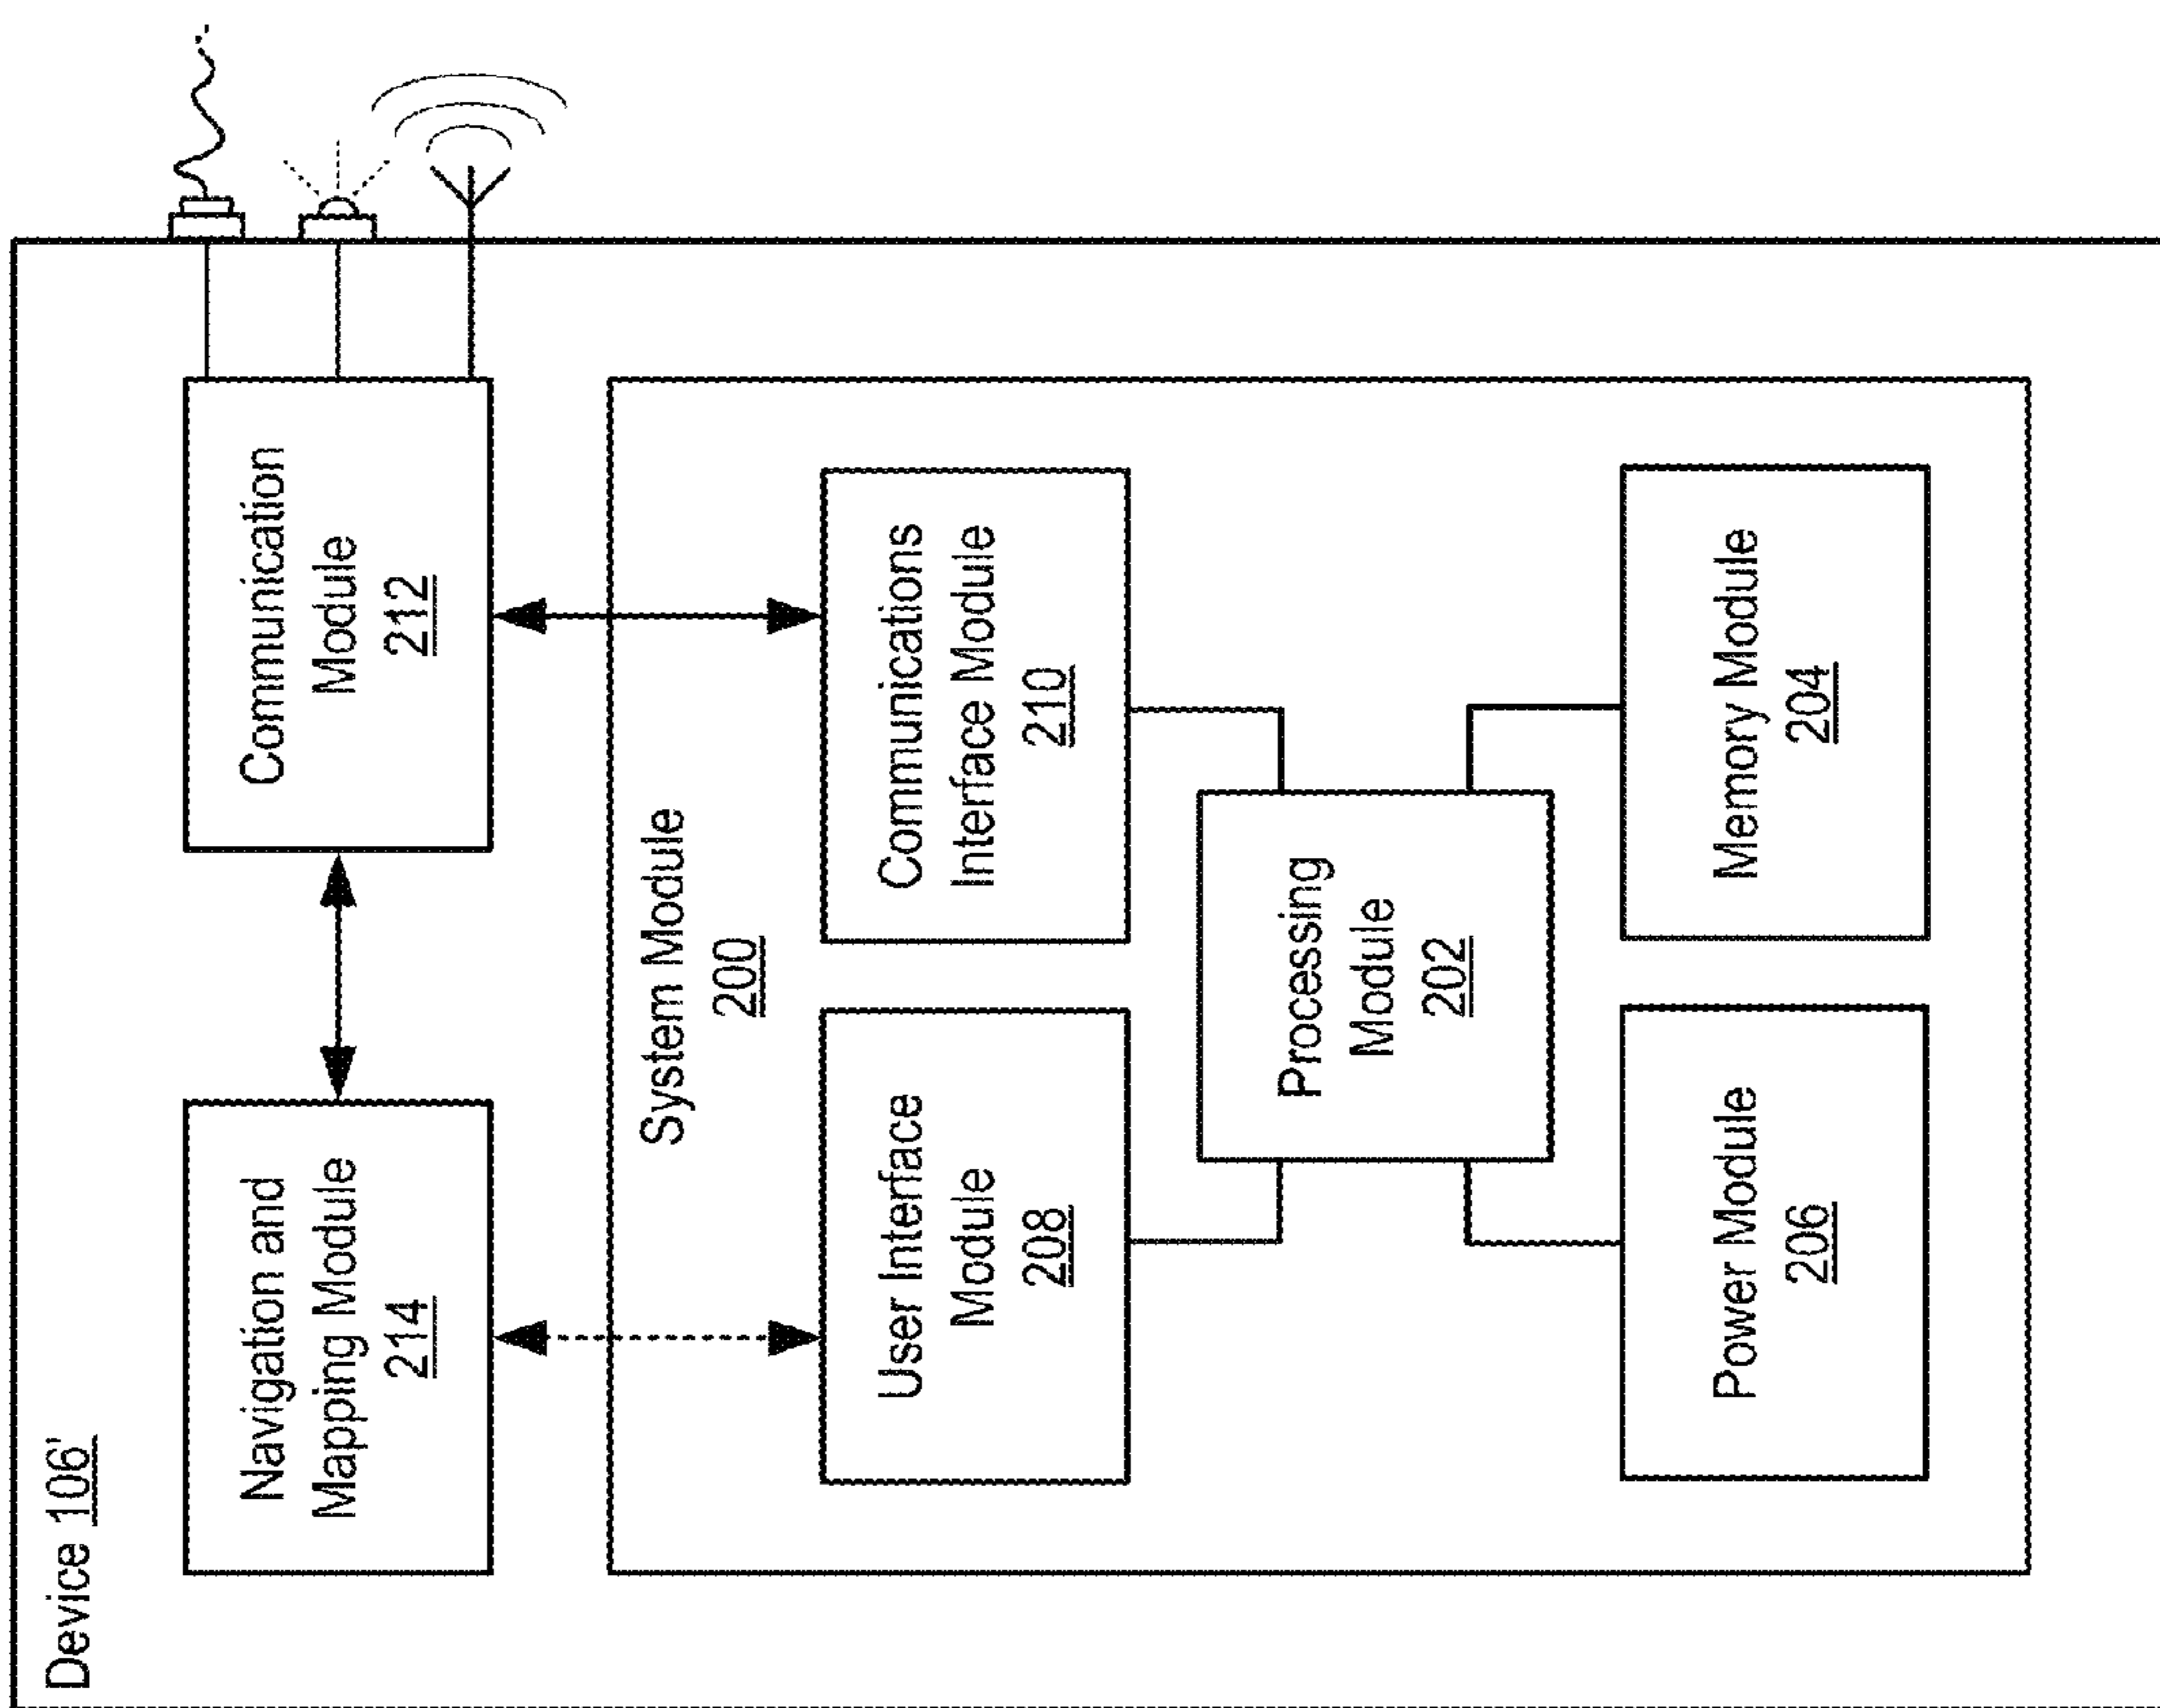 Device 106'
Navigation and
Mapping Module
214
Communication
Module
212
System Module
200
User Interface
Module
208
Communications
Interface Module
210
Processing
Module
202
Power Module
206
Memory Module
204